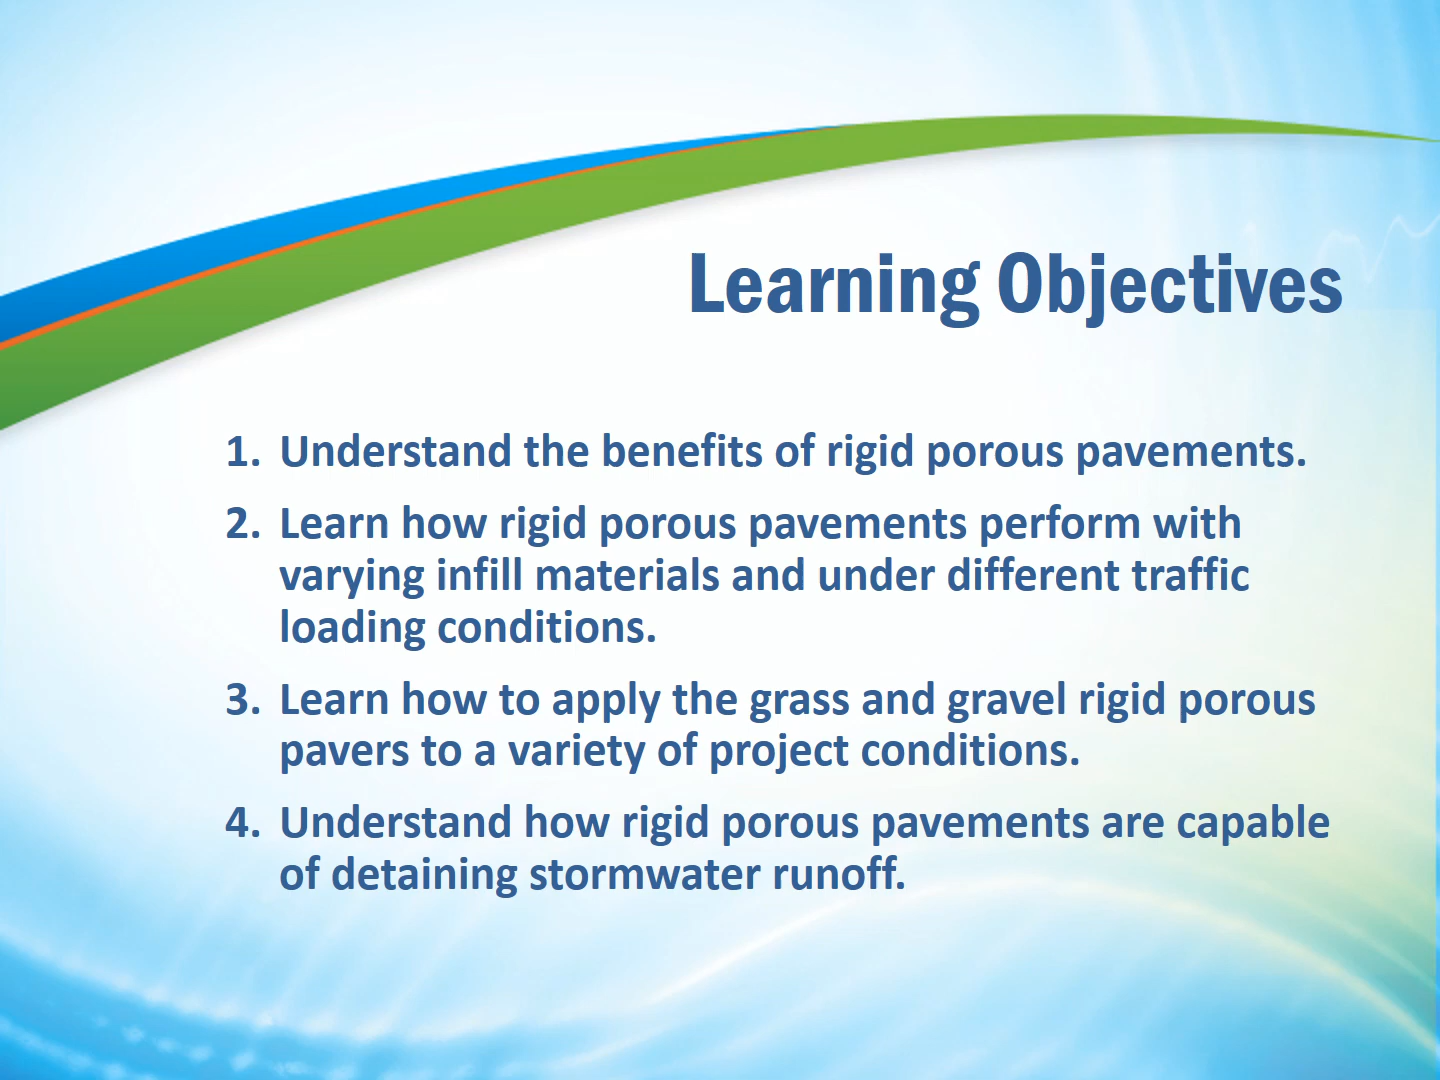 Learning Objectives
1. Understand the benefits of rigid porous pavements.
2. Learn how rigid porous pavements perform with
varying infill materials and under different traffic
loading conditions.
3. Learn how to apply the grass and gravel rigid porous
pavers to a variety of project conditions.
4. Understand how rigid porous pavements are capable
of detaining stormwater runoff.